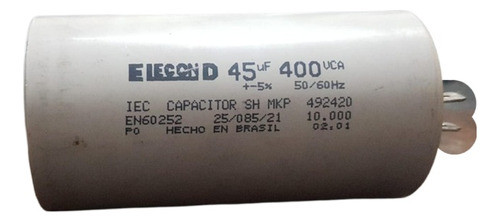 ELECOND 45uF 400VCA
+-5% 50/60Hz
IEC CAPACITOR SH MKP 492420
EN60252 25/085/21 10.000
PO HECHO EN BRASIL 02.01